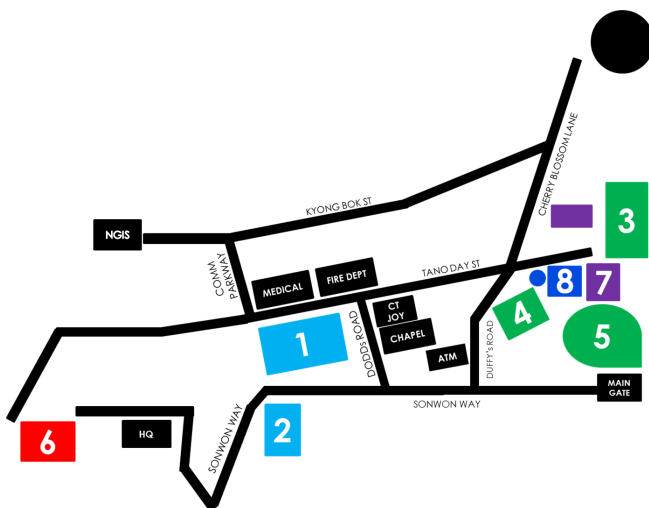 CHERRY BLOSSOM LANE
KYONG BOK ST
3
NGIS
COMM
PARKWAY
MEDICAL
FIRE DEPT
TANO DAY ST
8
7
CT
JOY
4
1
CHAPEL
5
DODDs ROAD
ATM
DUFFY's ROAD
MAIN
GATE
SONWON WAY
2
6
HQ
SONWON WAY